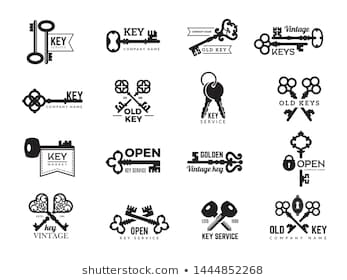 KEY
KEY
COMPANY NAME
OLD KEY
Vintage
KEYS
KEY
OLD
KEY
KEY
SERVICE
OLD KEYS
KEY
OPEN
KEY SERVICE
GOLDEN
Vintage key
OPEN
key
VINTAGE
OPEN
KEY SERVICE
KEY SERVICE
OLD KEY
COMPANY NAME
shutterstock.com • 1444852268